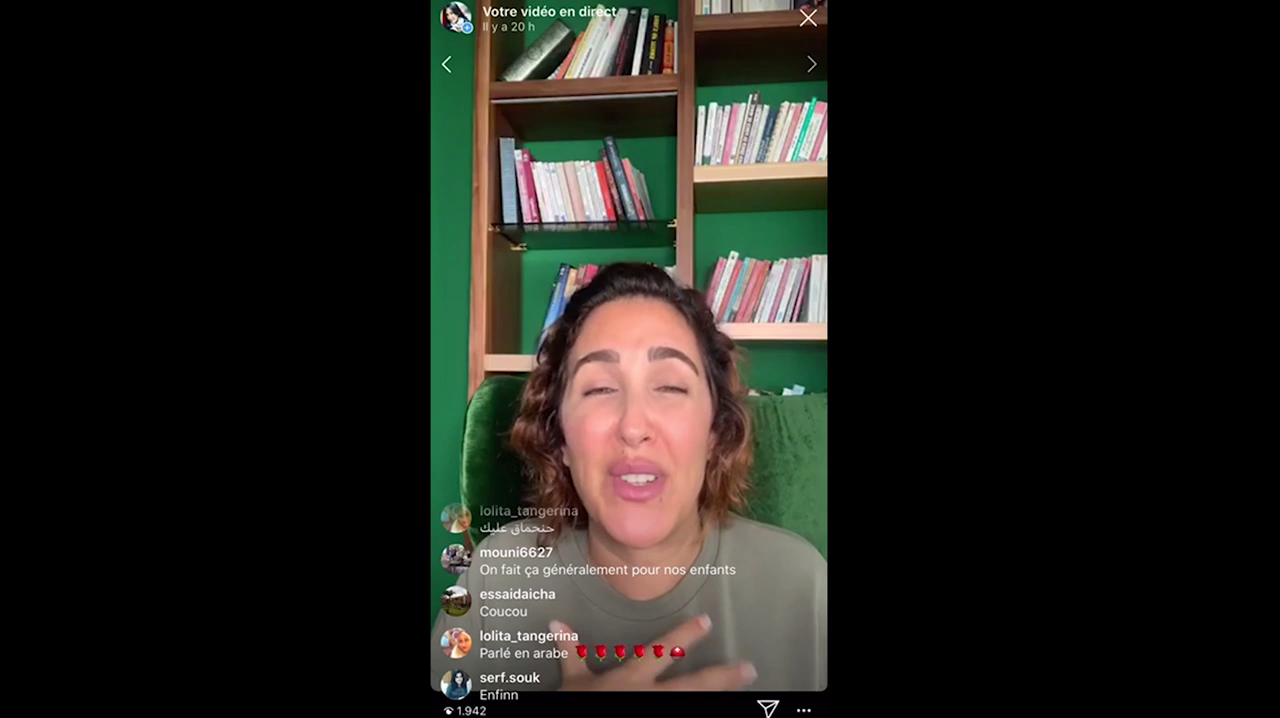 Votre vidéo en direct
Il y a 20 h
lolita_tangerina
حنحماق عليك
mouni6627
On fait ça généralement pour nos enfants
essaidaicha
Coucou
lolita_tangerina
Parlé en arabe 🌹🌹🌹🌹🌹⛑
serf.souk
Enfinn
1.942